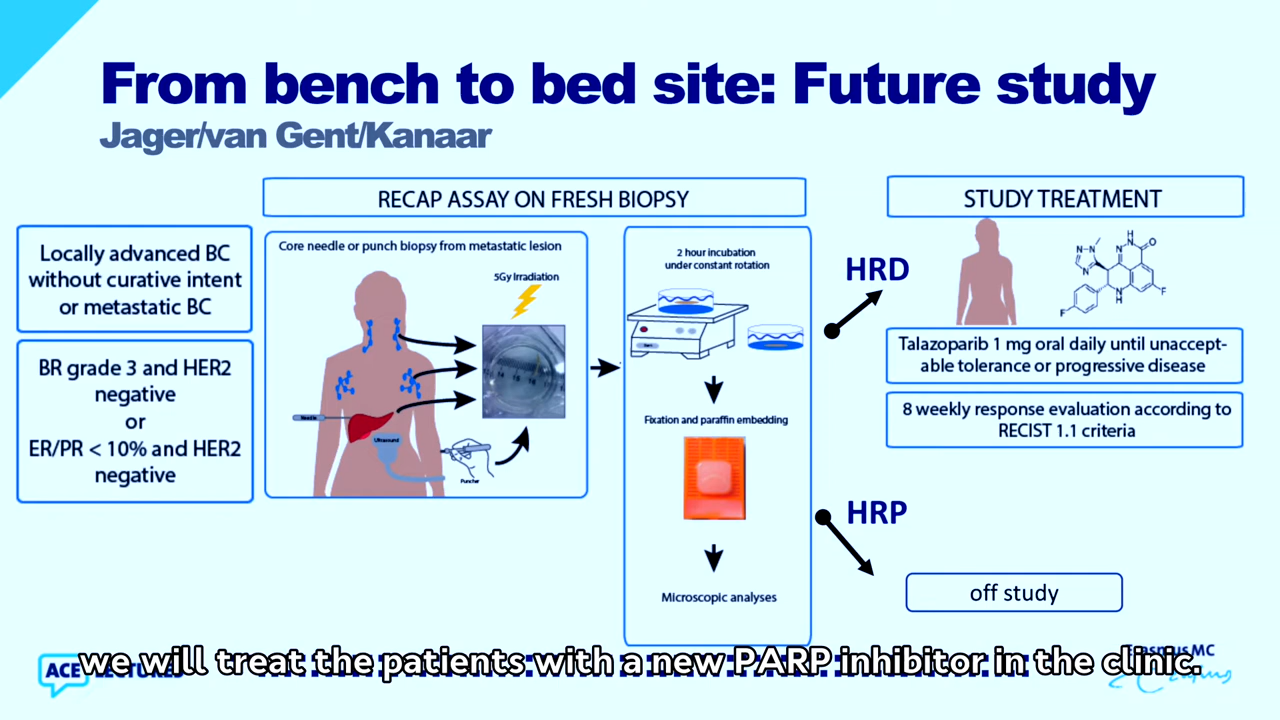 From bench to bed site: Future study
Jager/van Gent/Kanaar
RECAP ASSAY ON FRESH BIOPSY
STUDY TREATMENT
Locally advanced BC
without curative intent
or metastatic BC
BR grade 3 and HER2
negative
or
ER/PR < 10% and HER2
negative
Core needle or punch biopsy from metastatic lesion
5Gy Irradiation
Needle
Ultrasound
Puncher
2 hour incubation
under constant rotation
Fixation and paraffin embedding
Microscopic analyses
HRD
Talazoparib 1 mg oral daily until unaccept-
able tolerance or progressive disease
8 weekly response evaluation according to
RECIST 1.1 criteria
HRP
off study
we will treat the patients with a new PARP inhibitor in the clinic.
ACE LECTURES
Erasmus MC